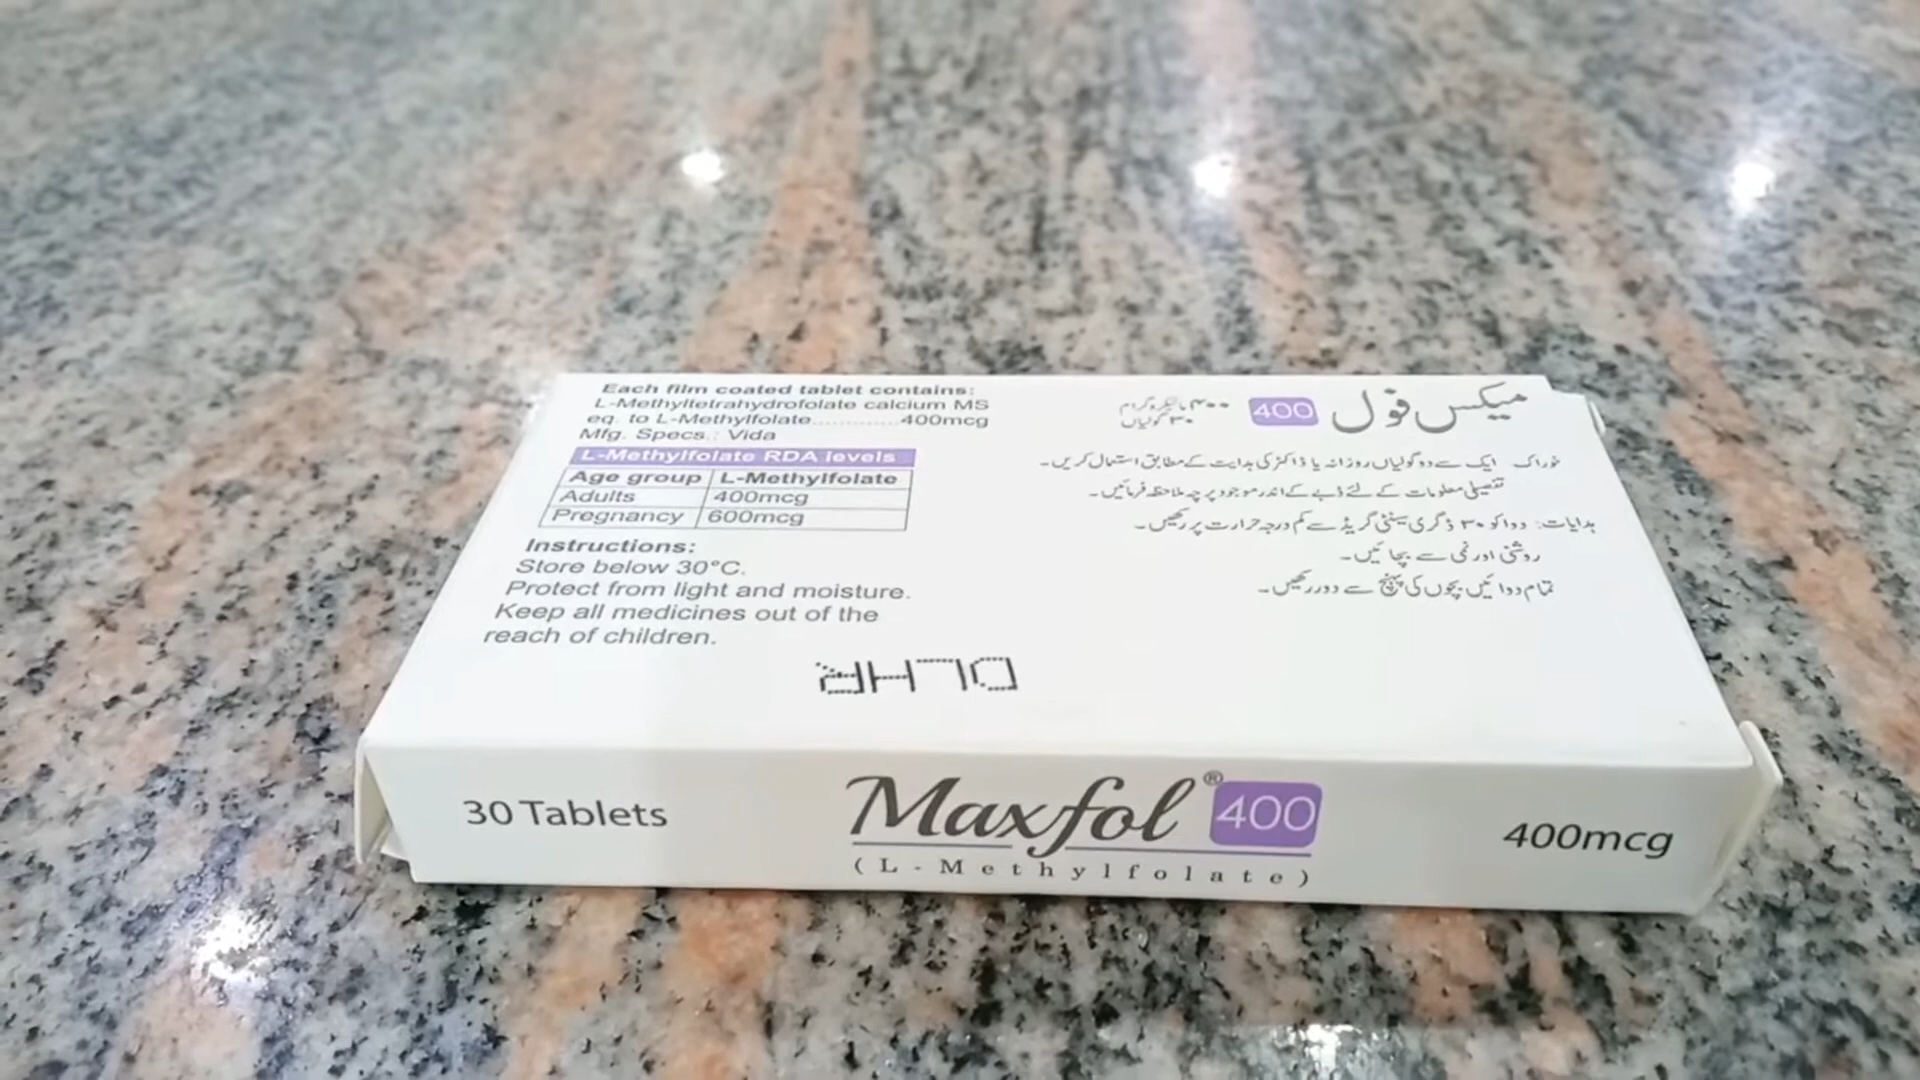 Each film coated tablet contains:
L-Methyltetrahydrofolate calcium MS
eq. to L-Methylfolate.............400mcg
Mfg. Specs.: Vida
L-Methylfolate RDA levels
Age group L-Methylfolate
Adults 400mcg
Pregnancy 600mcg
Instructions:
Store below 30°C.
Protect from light and moisture.
Keep all medicines out of the
reach of children.
میکس فول 400
۴۰۰ مائیکروگرام
۳۰ گولیاں
خوراک: ایک سے دو گولیاں روزانہ یا ڈاکٹر کی ہدایت کے مطابق استعمال کریں۔
تفصیلی معلومات کے لئے ڈبے کے اندر موجود پرچہ ملاحظہ فرمائیں۔
ہدایات: دوا کو ۳۰ ڈگری سینٹی گریڈ سے کم درجہ حرارت پر رکھیں۔
روشنی اور نمی سے بچائیں۔
تمام دوائیں بچوں کی پہنچ سے دور رکھیں۔
DLHR
30 Tablets
Maxfol® 400
(L-Methylfolate)
400mcg